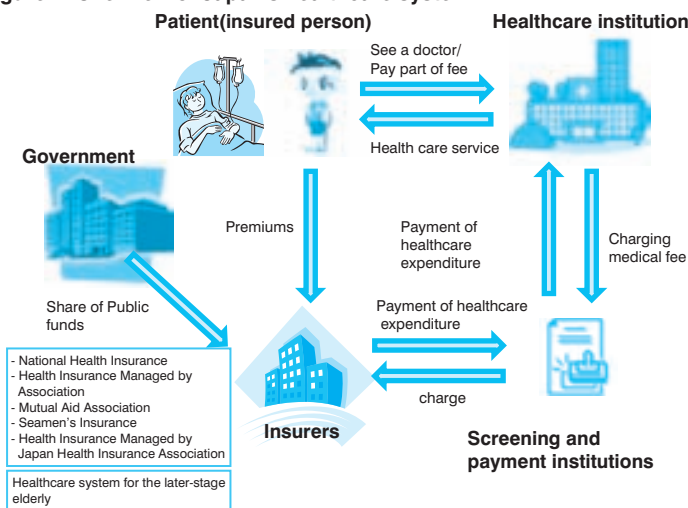 Patient(insured person)
Healthcare institution
See a doctor/
Pay part of fee
Health care service
Government
Premiums
Payment of
healthcare
expenditure
Charging
medical fee
Share of Public
funds
Payment of healthcare
expenditure
charge
- National Health Insurance
- Health Insurance Managed by
Association
- Mutual Aid Association
- Seamen's Insurance
- Health Insurance Managed by
Japan Health Insurance Association
Insurers
Screening and
payment institutions
Healthcare system for the later-stage
elderly